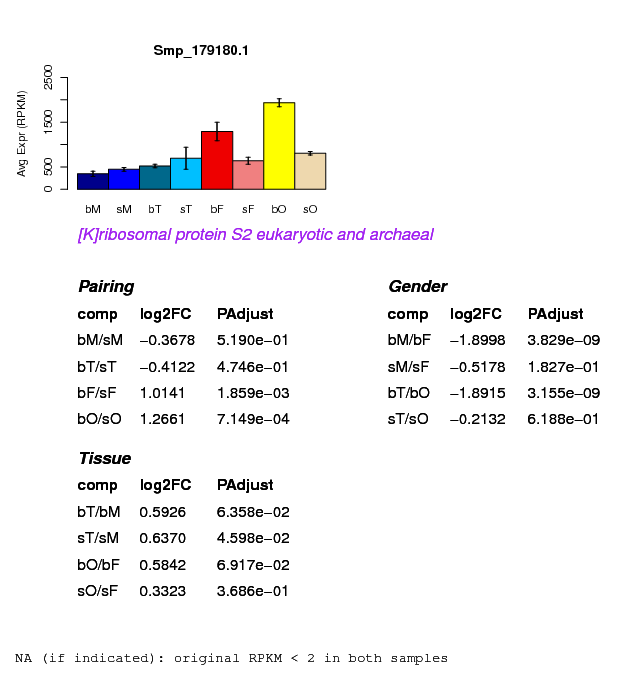 Smp_179180.1
Avg Expr (RPKM)
2500
1500
500
0
bM sM bT sT bF sF bO sO
[K]ribosomal protein S2 eukaryotic and archaeal
Pairing Gender
comp log2FC PAdjust comp log2FC PAdjust
bM/sM −0.3678 5.190e−01 bM/bF −1.8998 3.829e−09
bT/sT −0.4122 4.746e−01 sM/sF −0.5178 1.827e−01
bF/sF 1.0141 1.859e−03 bT/bO −1.8915 3.155e−09
bO/sO 1.2661 7.149e−04 sT/sO −0.2132 6.188e−01
Tissue
comp log2FC PAdjust
bT/bM 0.5926 6.358e−02
sT/sM 0.6370 4.598e−02
bO/bF 0.5842 6.917e−02
sO/sF 0.3323 3.686e−01
NA (if indicated): original RPKM < 2 in both samples